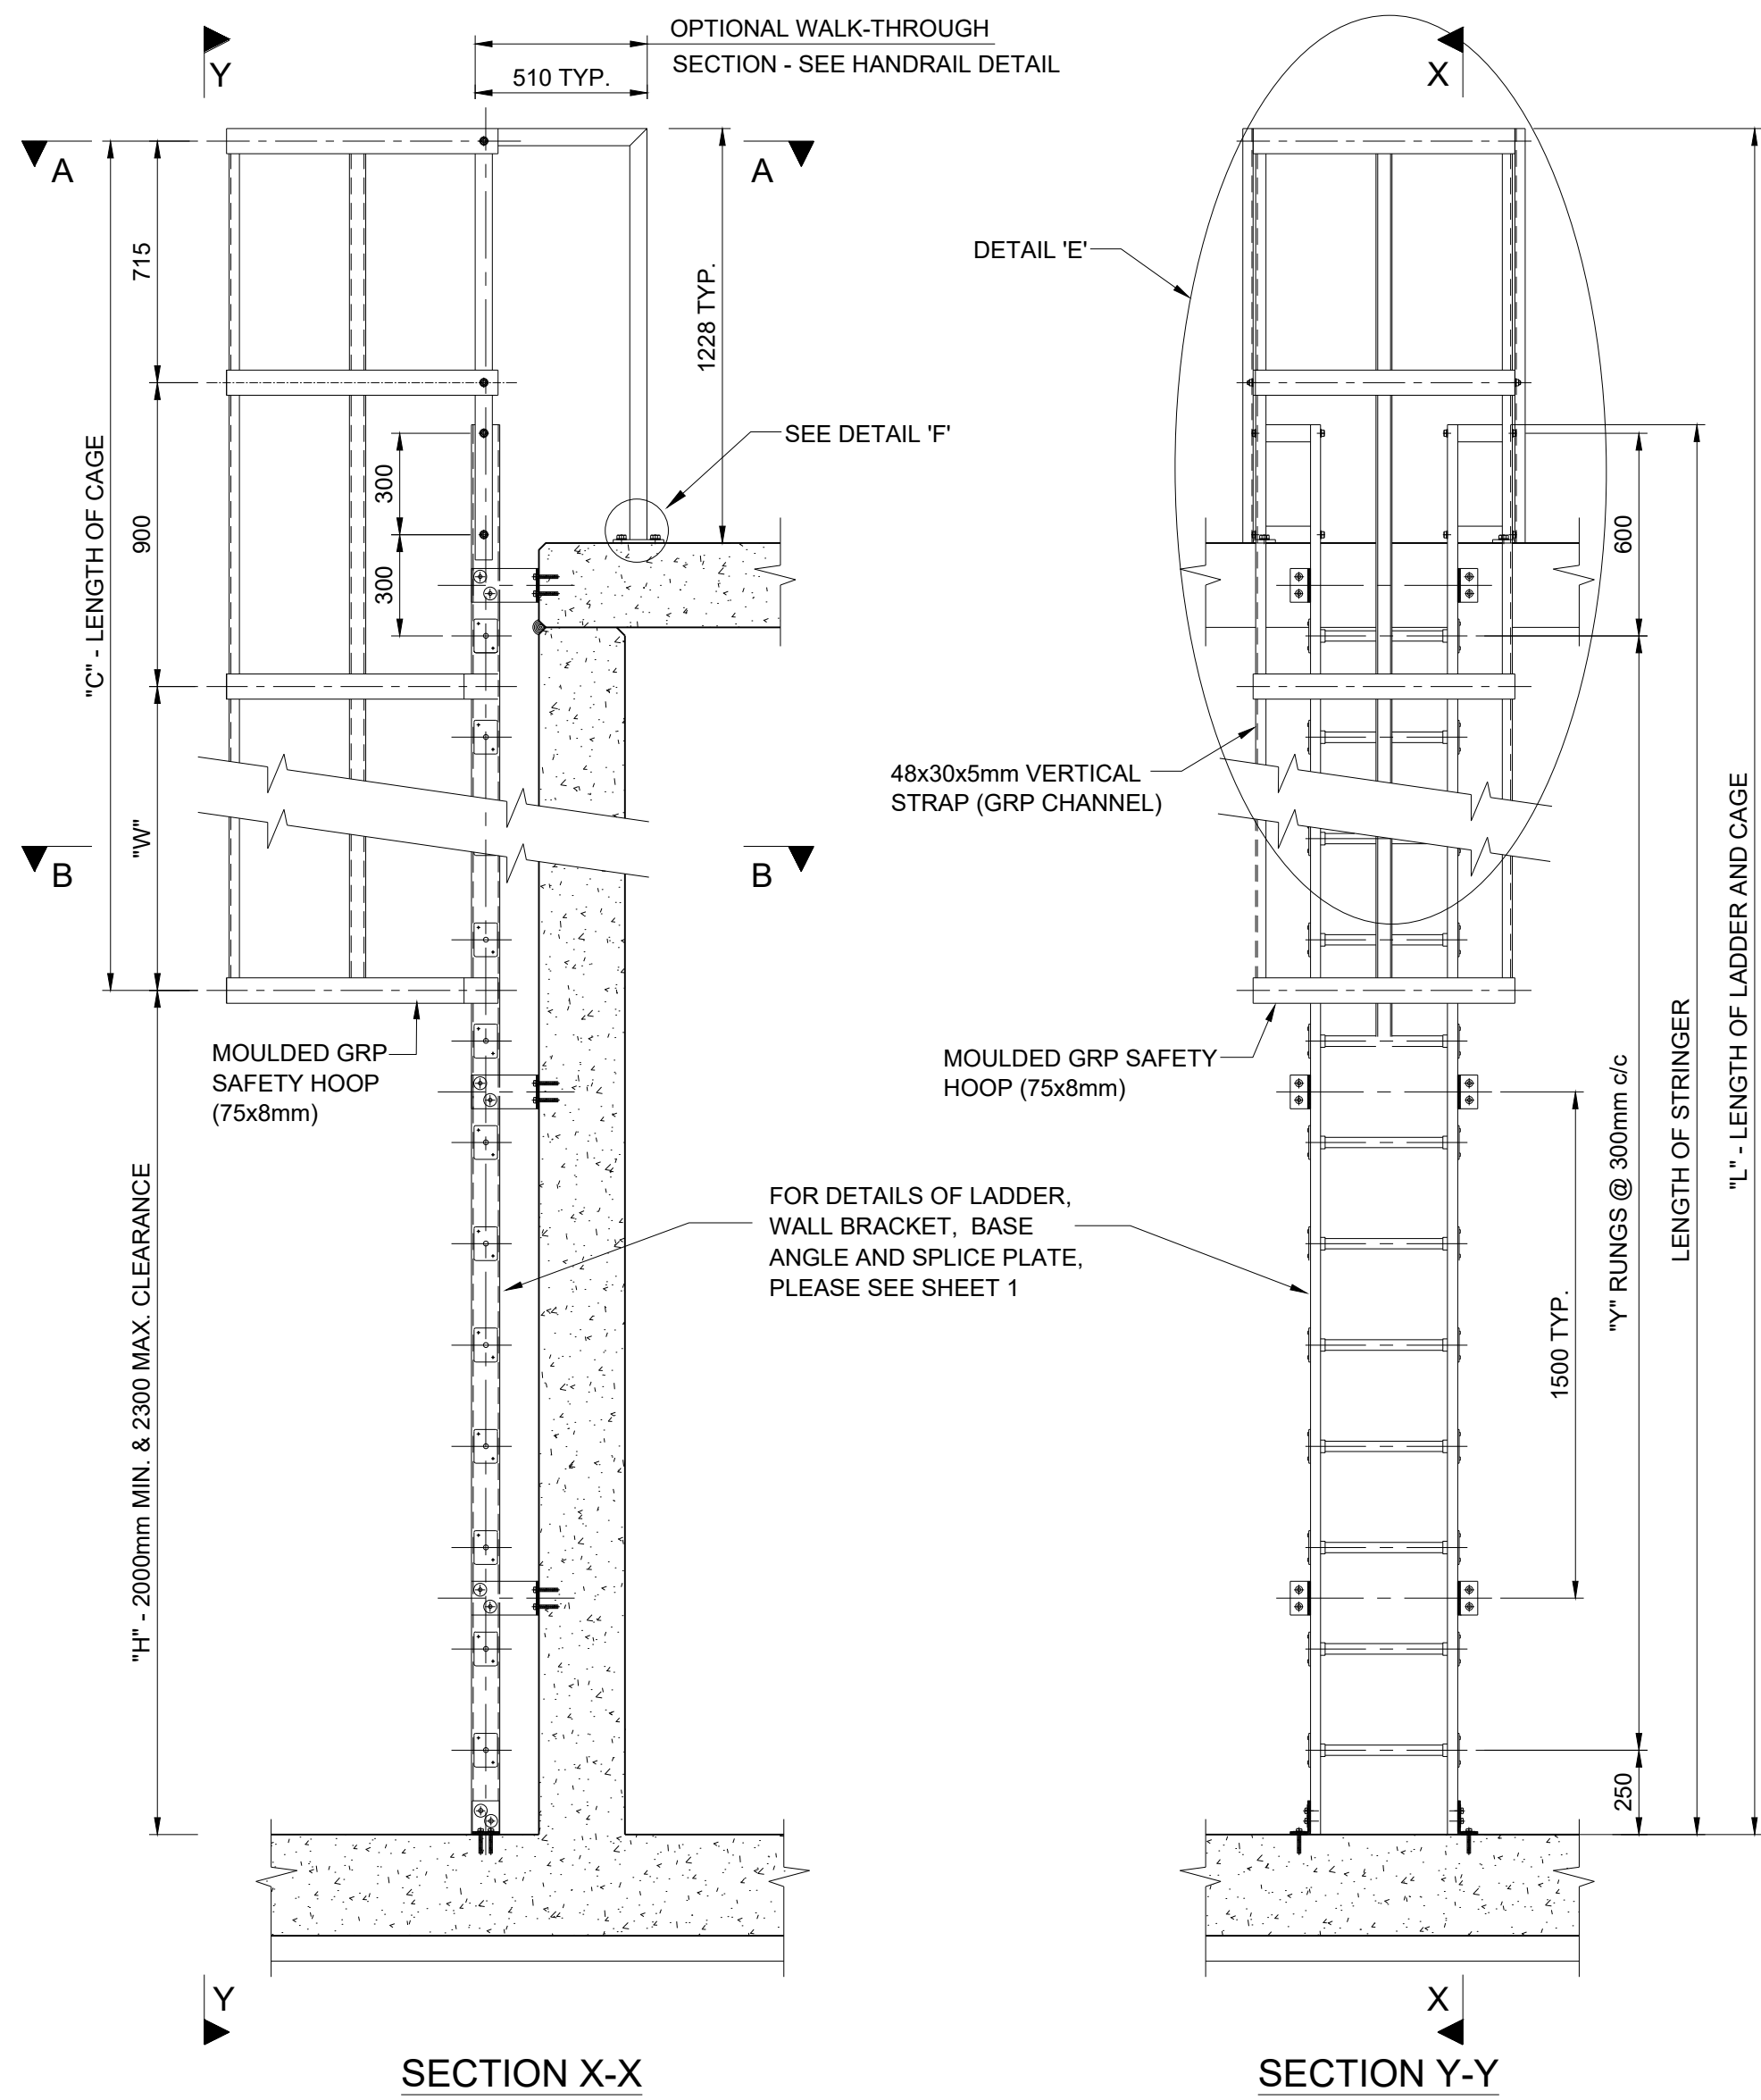 OPTIONAL WALK-THROUGH
SECTION - SEE HANDRAIL DETAIL
510 TYP.
Y
X
A
A
715
1228 TYP.
DETAIL 'E'
"C" - LENGTH OF CAGE
900
300
300
SEE DETAIL 'F'
600
48x30x5mm VERTICAL
STRAP (GRP CHANNEL)
"W"
B
B
MOULDED GRP
SAFETY HOOP
(75x8mm)
MOULDED GRP SAFETY
HOOP (75x8mm)
"H" - 2000mm MIN. & 2300 MAX. CLEARANCE
FOR DETAILS OF LADDER,
WALL BRACKET, BASE
ANGLE AND SPLICE PLATE,
PLEASE SEE SHEET 1
1500 TYP.
"Y" RUNGS @ 300mm c/c
LENGTH OF STRINGER
"L" - LENGTH OF LADDER AND CAGE
250
Y
X
SECTION X-X
SECTION Y-Y